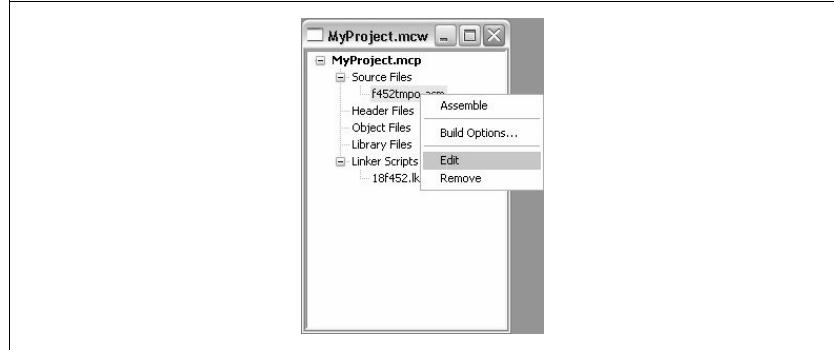 MyProject.mcw
MyProject.mcp
Source Files
f452tmpo.asm
Assemble
Header Files
Object Files
Build Options...
Library Files
Linker Scripts
Edit
18f452.lk
Remove